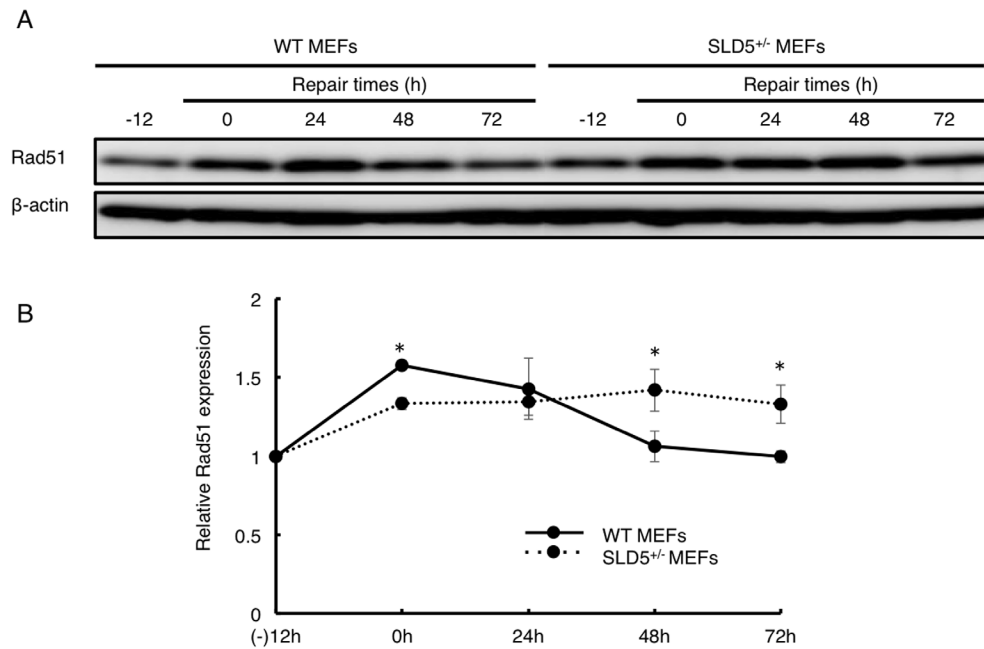 A
WT MEFs SLD5+/- MEFs
Repair times (h) Repair times (h)
-12 0 24 48 72 -12 0 24 48 72
Rad51
β-actin
B
Relative Rad51 expression
2
1.5
1
0.5
0
* * *
WT MEFs
SLD5+/- MEFs
(-)12h 0h 24h 48h 72h